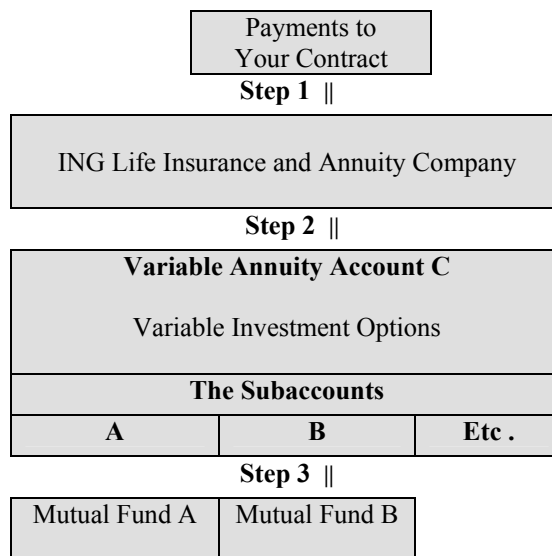 Payments to
Your Contract
Step 1 ||
ING Life Insurance and Annuity Company
Step 2 ||
Variable Annuity Account C
Variable Investment Options
The Subaccounts
A B Etc .
Step 3 ||
Mutual Fund A Mutual Fund B